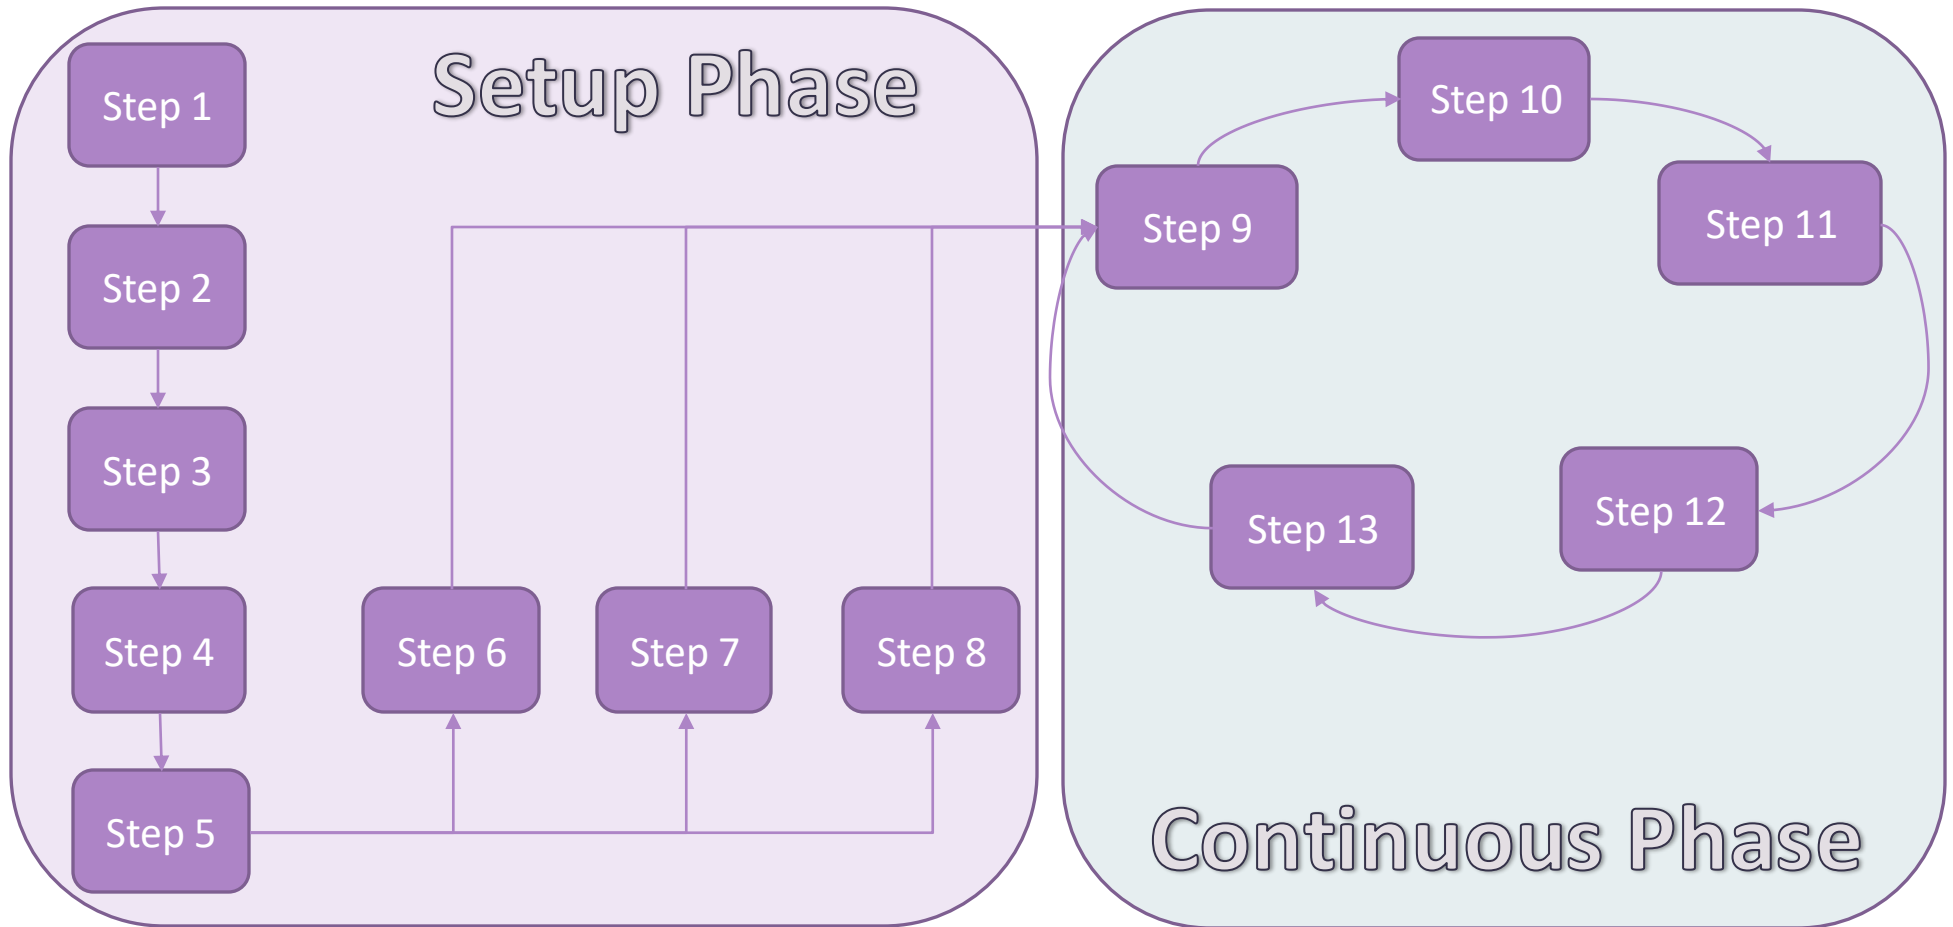 Setup Phase
Step 1
Step 2
Step 3
Step 4
Step 5
Step 6
Step 7
Step 8
Step 9
Step 10
Step 11
Step 12
Step 13
Continuous Phase